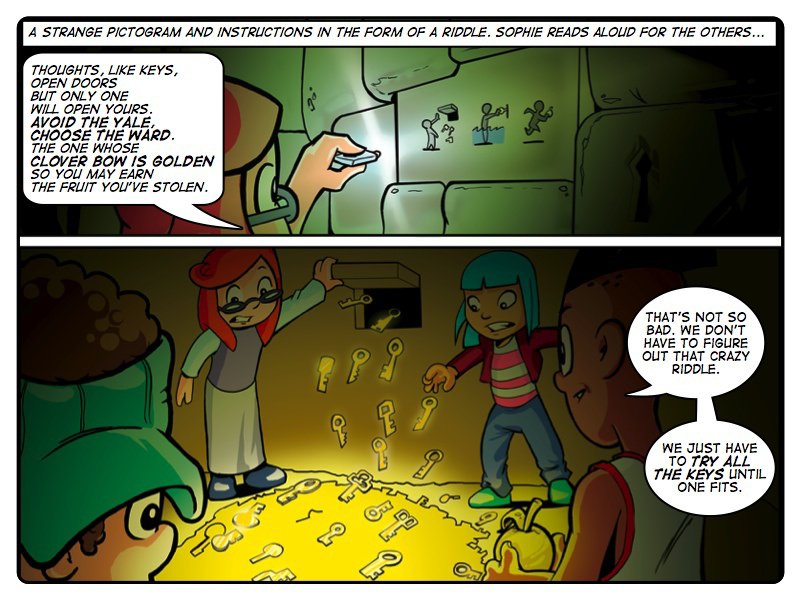 A STRANGE PICTOGRAM AND INSTRUCTIONS IN THE FORM OF A RIDDLE. SOPHIE READS ALOUD FOR THE OTHERS...
THOUGHTS, LIKE KEYS,
OPEN DOORS
BUT ONLY ONE
WILL OPEN YOURS.
AVOID THE YALE,
CHOOSE THE WARD.
THE ONE WHOSE
CLOVER BOW IS GOLDEN
SO YOU MAY EARN
THE FRUIT YOU'VE STOLEN.
THAT'S NOT SO
BAD. WE DON'T
HAVE TO FIGURE
OUT THAT CRAZY
RIDDLE.
WE JUST HAVE
TO TRY ALL
THE KEYS UNTIL
ONE FITS.